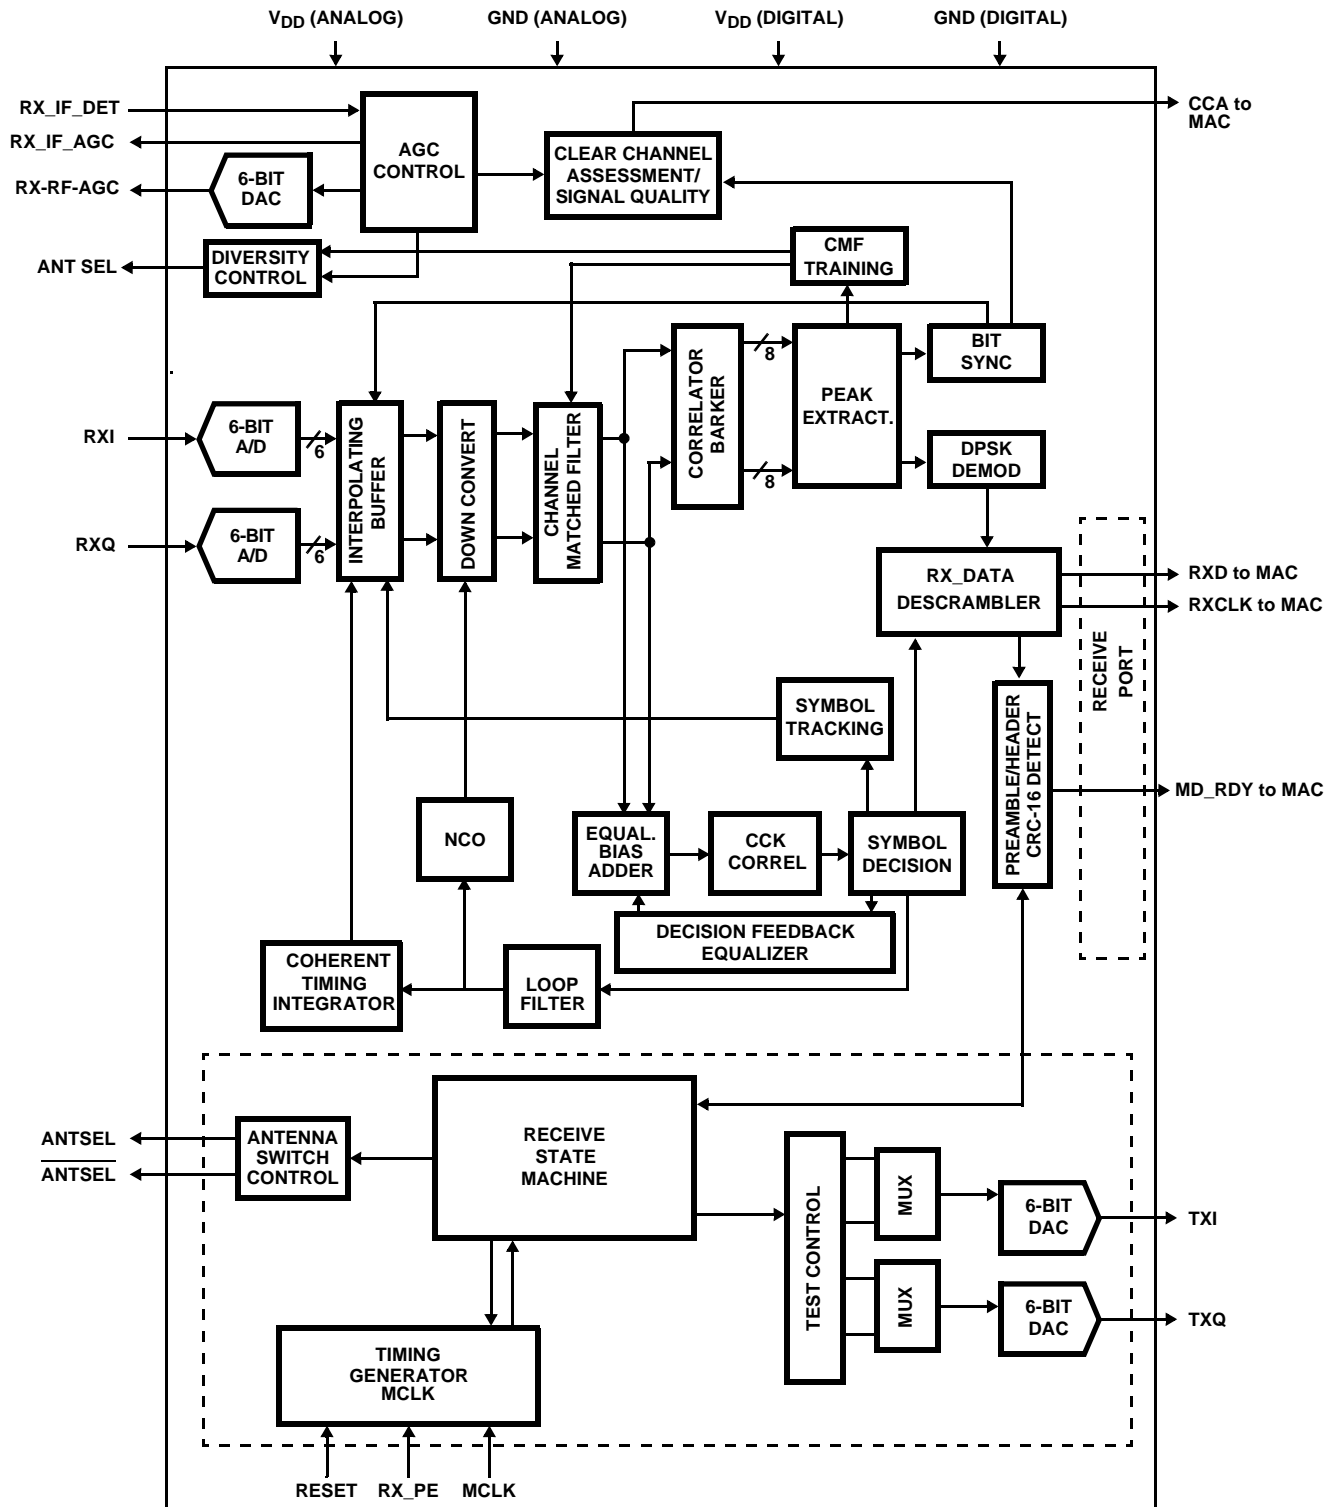 VDD (ANALOG)
GND (ANALOG)
VDD (DIGITAL)
GND (DIGITAL)
RX_IF_DET
RX_IF_AGC
RX-RF-AGC
6-BIT
DAC
AGC
CONTROL
CLEAR CHANNEL
ASSESSMENT/
SIGNAL QUALITY
CCA to
MAC
ANT SEL
DIVERSITY
CONTROL
CMF
TRAINING
RXI
6-BIT
A/D
6
RXQ
6-BIT
A/D
6
INTERPOLATING
BUFFER
DOWN CONVERT
CHANNEL
MATCHED FILTER
CORRELATOR
BARKER
8
8
PEAK
EXTRACT.
BIT
SYNC
DPSK
DEMOD
RX_DATA
DESCRAMBLER
RXD to MAC
RXCLK to MAC
RECEIVE
PORT
PREAMBLE/HEADER
CRC-16 DETECT
MD_RDY to MAC
SYMBOL
TRACKING
NCO
EQUAL.
BIAS
ADDER
CCK
CORREL
SYMBOL
DECISION
DECISION FEEDBACK
EQUALIZER
COHERENT
TIMING
INTEGRATOR
LOOP
FILTER
ANTSEL
ANTSEL
ANTENNA
SWITCH
CONTROL
RECEIVE
STATE
MACHINE
TEST CONTROL
MUX
6-BIT
DAC
TXI
MUX
6-BIT
DAC
TXQ
TIMING
GENERATOR
MCLK
RESET
RX_PE
MCLK